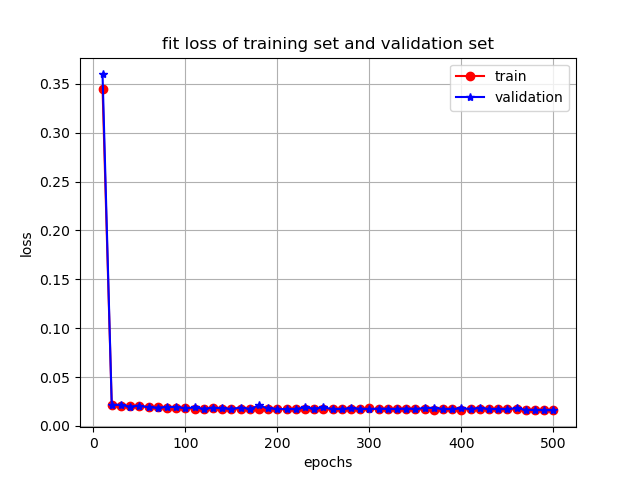 fit loss of training set and validation set
train
validation
0.35
0.30
0.25
0.20
0.15
0.10
0.05
0.00
loss
0 100 200 300 400 500
epochs